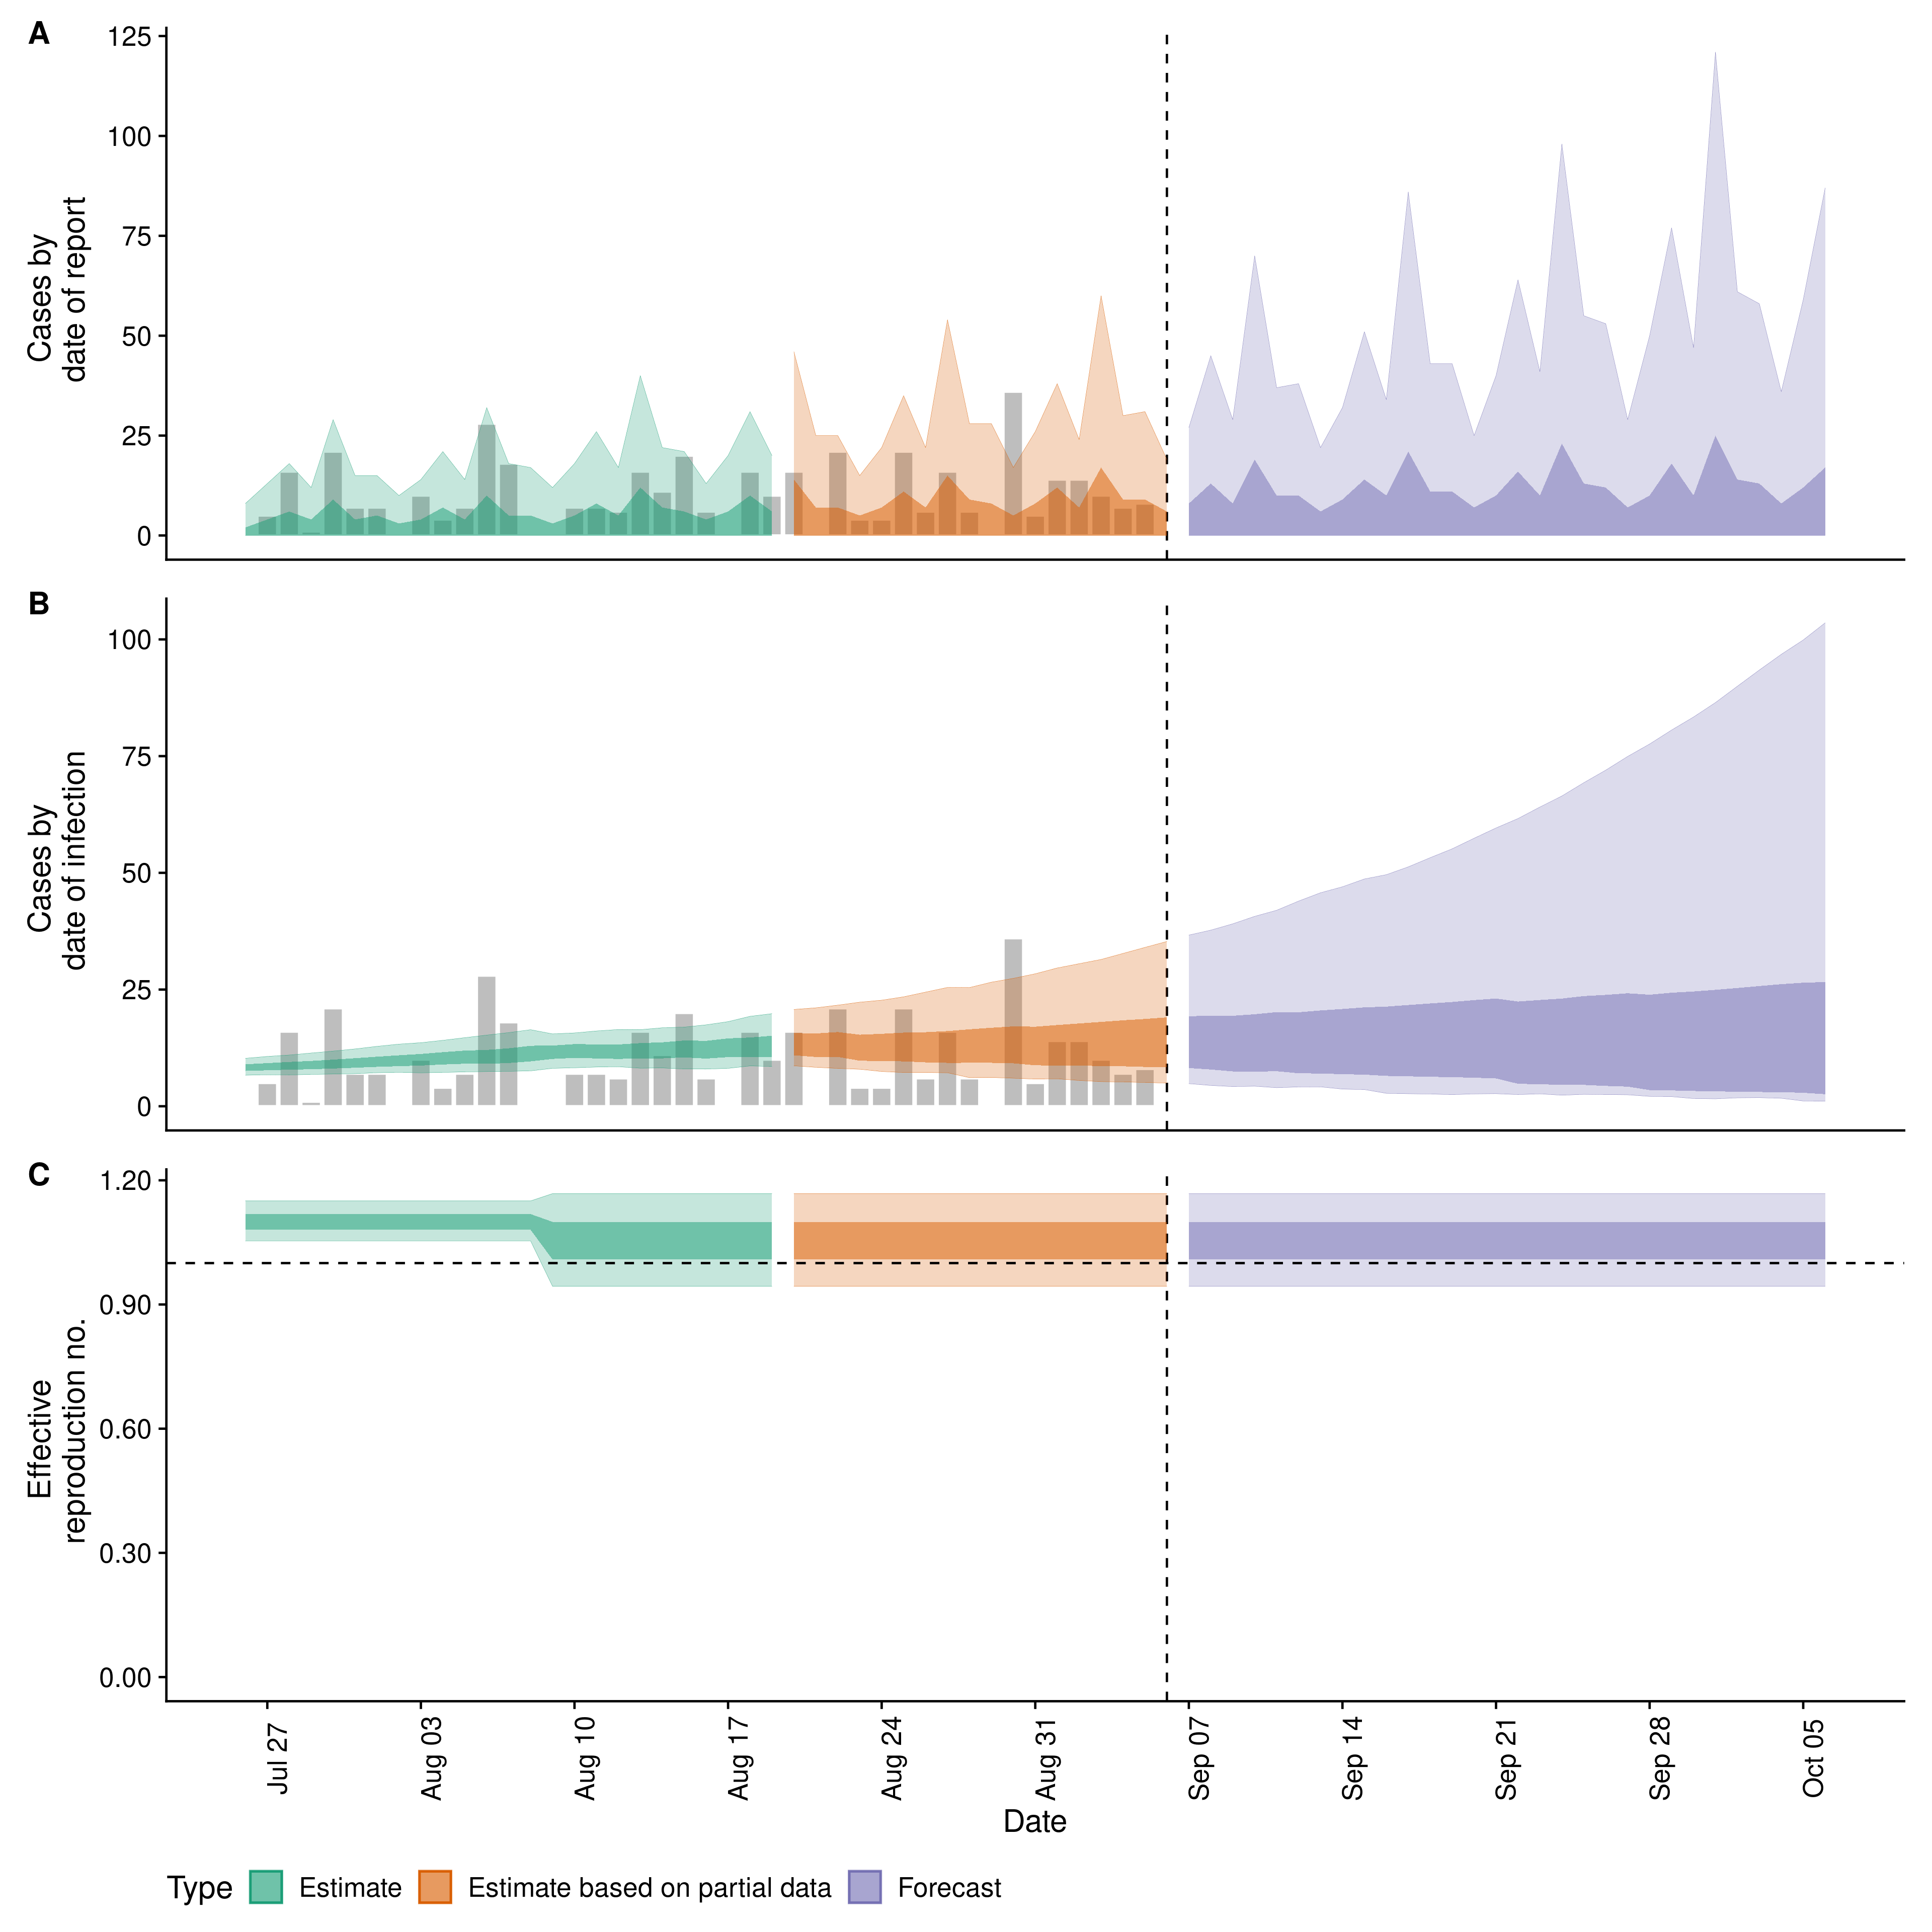 A
Cases by
date of report
125
100
75
50
25
0
B
Cases by
date of infection
100
75
50
25
0
C
Effective
reproduction no.
1.20
0.90
0.60
0.30
0.00
Jul 27
Aug 03
Aug 10
Aug 17
Aug 24
Aug 31
Sep 07
Sep 14
Sep 21
Sep 28
Oct 05
Date
Type Estimate Estimate based on partial data Forecast